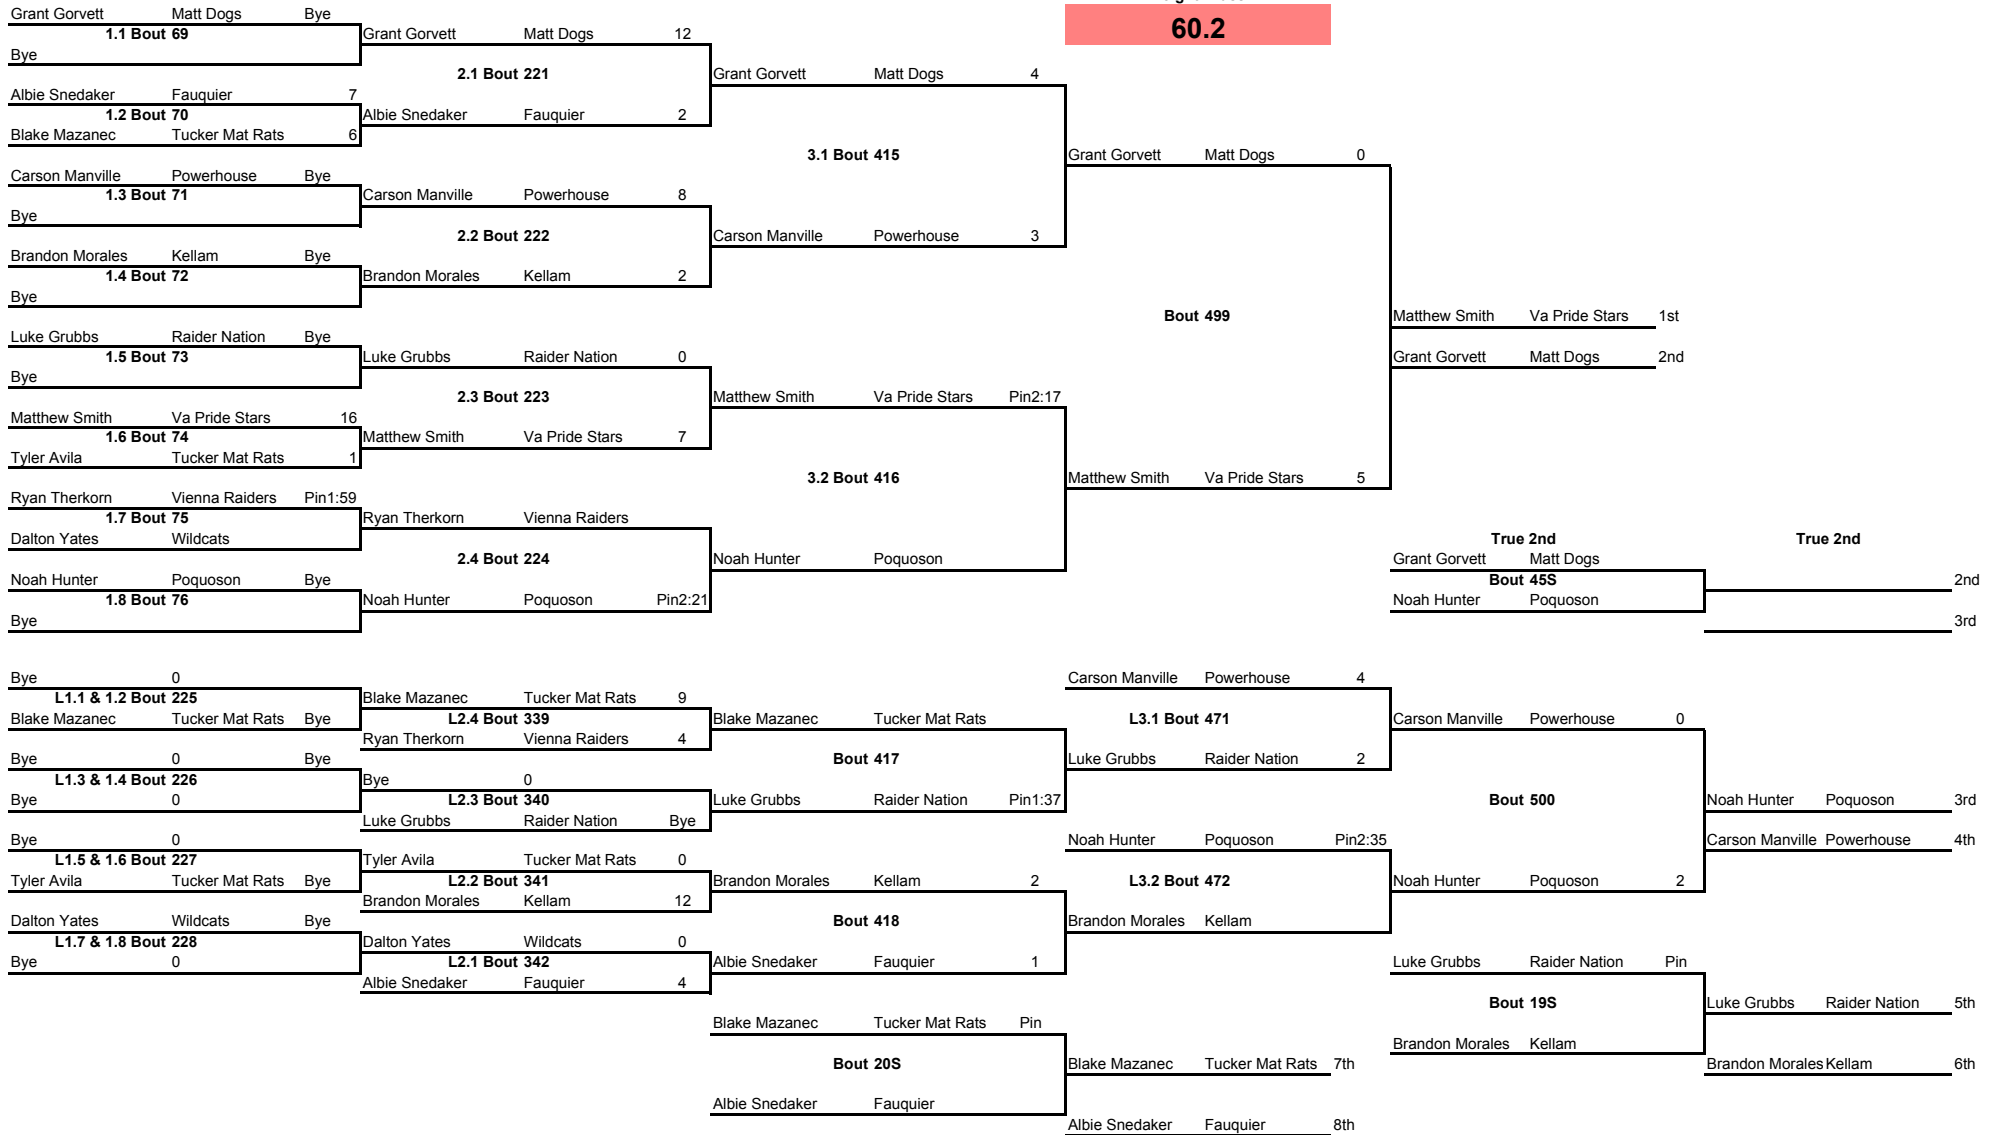 60.2
Grant Gorvett Matt Dogs Bye
1.1 Bout 69
Bye
Albie Snedaker Fauquier 7
1.2 Bout 70
Blake Mazanec Tucker Mat Rats 6
Carson Manville Powerhouse Bye
1.3 Bout 71
Bye
Brandon Morales Kellam Bye
1.4 Bout 72
Bye
Luke Grubbs Raider Nation Bye
1.5 Bout 73
Bye
Matthew Smith Va Pride Stars 16
1.6 Bout 74
Tyler Avila Tucker Mat Rats 1
Ryan Therkorn Vienna Raiders Pin1:59
1.7 Bout 75
Dalton Yates Wildcats
Noah Hunter Poquoson Bye
1.8 Bout 76
Bye
Grant Gorvett Matt Dogs 12
2.1 Bout 221
Albie Snedaker Fauquier 2
Carson Manville Powerhouse 8
2.2 Bout 222
Brandon Morales Kellam 2
Luke Grubbs Raider Nation 0
2.3 Bout 223
Matthew Smith Va Pride Stars 7
Ryan Therkorn Vienna Raiders
2.4 Bout 224
Noah Hunter Poquoson Pin2:21
Grant Gorvett Matt Dogs 4
3.1 Bout 415
Carson Manville Powerhouse 3
Matthew Smith Va Pride Stars Pin2:17
3.2 Bout 416
Noah Hunter Poquoson
Grant Gorvett Matt Dogs 0
Bout 499
Matthew Smith Va Pride Stars 5
Matthew Smith Va Pride Stars 1st
Grant Gorvett Matt Dogs 2nd
True 2nd True 2nd
Grant Gorvett Matt Dogs
Bout 45S
Noah Hunter Poquoson
2nd
3rd
Bye 0
L1.1 & 1.2 Bout 225
Blake Mazanec Tucker Mat Rats Bye
Bye 0 Bye
L1.3 & 1.4 Bout 226
Bye 0
Bye 0
L1.5 & 1.6 Bout 227
Tyler Avila Tucker Mat Rats Bye
Dalton Yates Wildcats Bye
L1.7 & 1.8 Bout 228
Bye 0
Blake Mazanec Tucker Mat Rats 9
L2.4 Bout 339
Ryan Therkorn Vienna Raiders 4
Bye 0
L2.3 Bout 340
Luke Grubbs Raider Nation Bye
Tyler Avila Tucker Mat Rats 0
L2.2 Bout 341
Brandon Morales Kellam 12
Dalton Yates Wildcats 0
L2.1 Bout 342
Albie Snedaker Fauquier 4
Blake Mazanec Tucker Mat Rats
Bout 417
Luke Grubbs Raider Nation Pin1:37
Brandon Morales Kellam 2
Bout 418
Albie Snedaker Fauquier 1
Carson Manville Powerhouse 4
L3.1 Bout 471
Luke Grubbs Raider Nation 2
Noah Hunter Poquoson Pin2:35
L3.2 Bout 472
Brandon Morales Kellam
Carson Manville Powerhouse 0
Bout 500
Noah Hunter Poquoson 2
Noah Hunter Poquoson 3rd
Carson Manville Powerhouse 4th
Luke Grubbs Raider Nation Pin
Bout 19S
Brandon Morales Kellam
Luke Grubbs Raider Nation 5th
Brandon Morales Kellam 6th
Blake Mazanec Tucker Mat Rats Pin
Bout 20S
Albie Snedaker Fauquier
Blake Mazanec Tucker Mat Rats 7th
Albie Snedaker Fauquier 8th